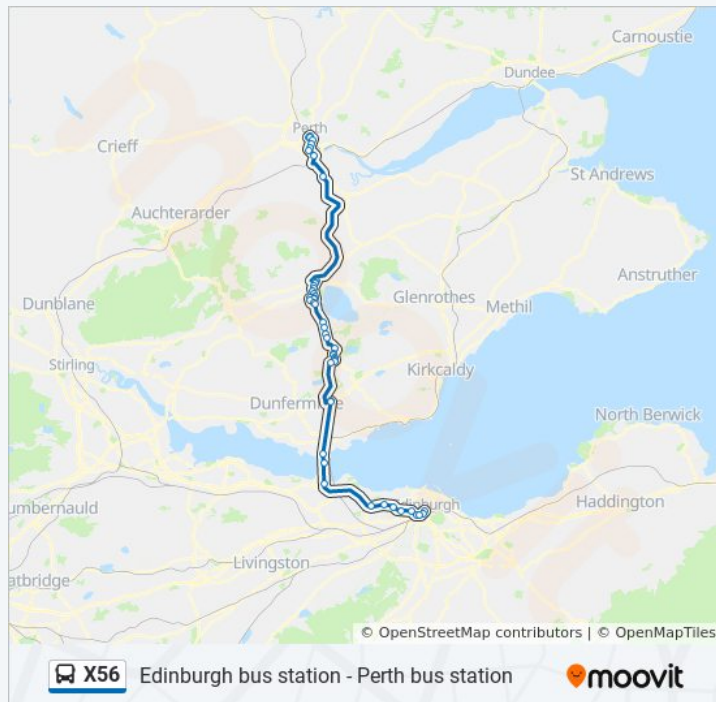 Carnoustie
Dundee
Perth
Crieff
St Andrews
Auchterarder
Anstruther
Dunblane
Glenrothes
Methil
Stirling
Kirkcaldy
Dunfermline
North Berwick
umbernauld
Edinburgh
Haddington
Livingston
atbridge
© OpenStreetMap contributors | © OpenMapTiles
X56 Edinburgh bus station - Perth bus station
moovit